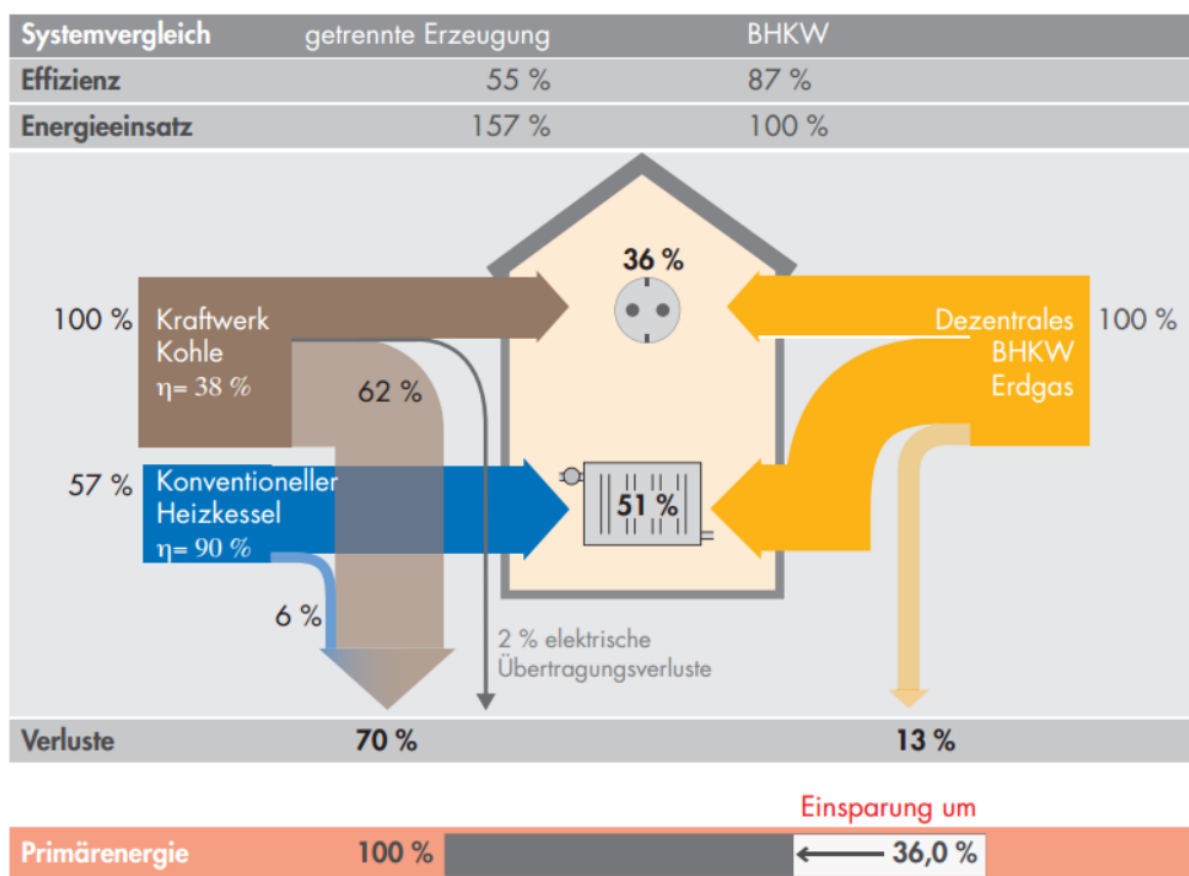 Systemvergleich getrennte Erzeugung BHKW
Effizienz 55 % 87 %
Energieeinsatz 157 % 100 %
36 %
100 % Kraftwerk
Kohle
η= 38 %
62 %
Dezentrales 100 %
BHKW
Erdgas
57 % Konventioneller
Heizkessel
η= 90 %
51 %
6 %
2 % elektrische
Übertragungsverluste
Verluste 70 % 13 %
Einsparung um
Primärenergie 100 % 36,0 %